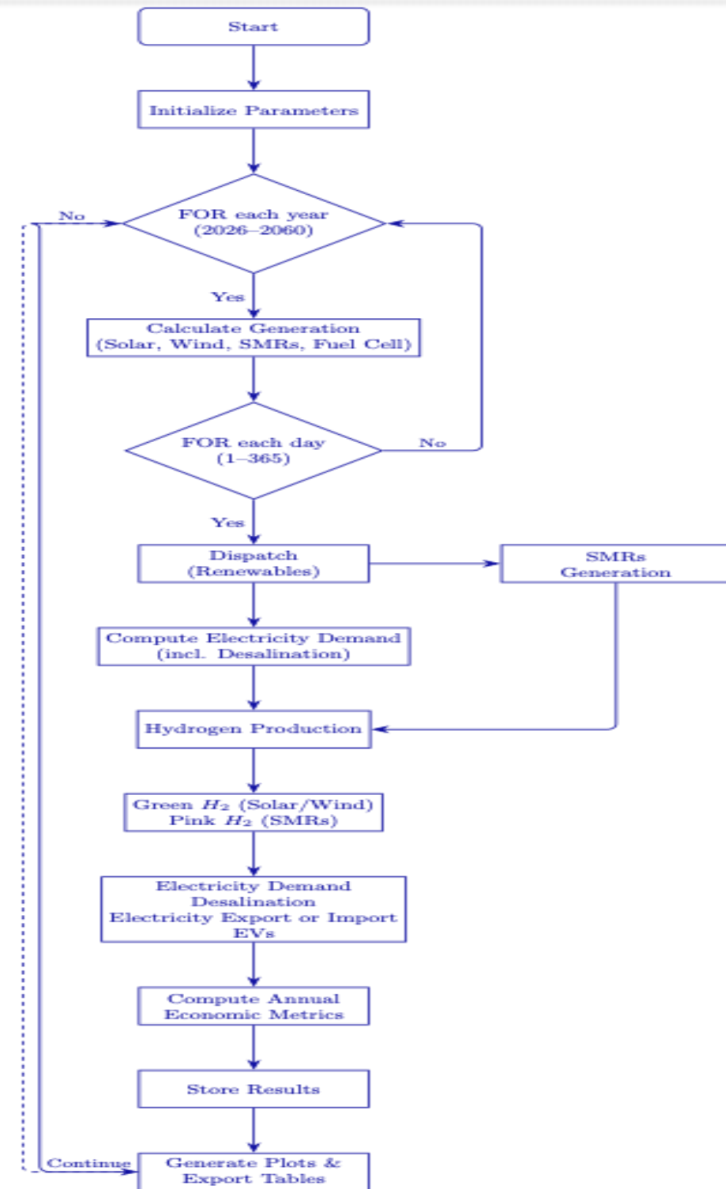 Start
Initialize Parameters
FOR each year
(2026–2060)
No
Yes
Calculate Generation
(Solar, Wind, SMRs, Fuel Cell)
FOR each day
(1–365)
No
Yes
Dispatch
(Renewables)
SMRs
Generation
Compute Electricity Demand
(incl. Desalination)
Hydrogen Production
Green H₂ (Solar/Wind)
Pink H₂ (SMRs)
Electricity Demand
Desalination
Electricity Export or Import
EVs
Compute Annual
Economic Metrics
Store Results
Continue
Generate Plots &
Export Tables